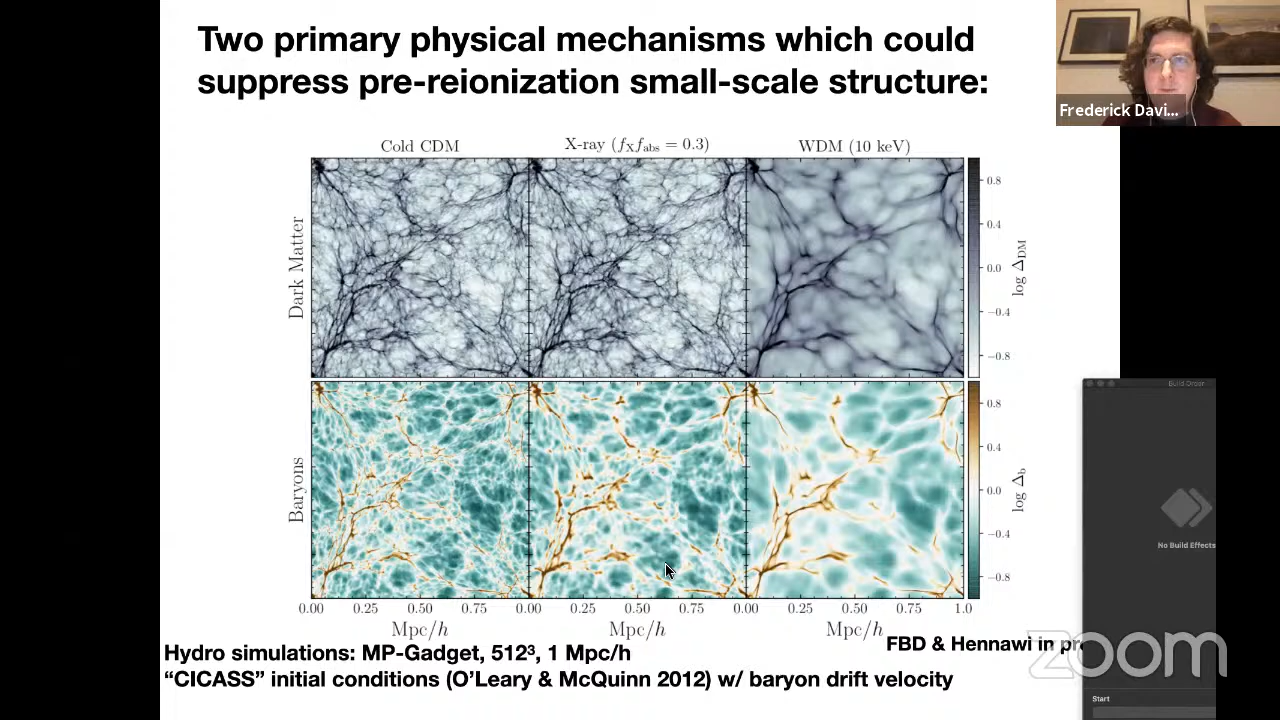 Two primary physical mechanisms which could
suppress pre-reionization small-scale structure:
Frederick Davi...
Cold CDM
X-ray (fXfabs = 0.3)
WDM (10 keV)
Dark Matter
0.8
0.4
0.0
−0.4
−0.8
log ΔDM
Baryons
0.8
0.4
0.0
−0.4
−0.8
log Δb
0.00 0.25 0.50 0.75 0.00 0.25 0.50 0.75 0.00 0.25 0.50 0.75 1.0
Mpc/h Mpc/h Mpc/h
FBD & Hennawi in pr
Hydro simulations: MP-Gadget, 512³, 1 Mpc/h
“CICASS” initial conditions (O’Leary & McQuinn 2012) w/ baryon drift velocity
Build Order
No Build Effects
Start
zoom